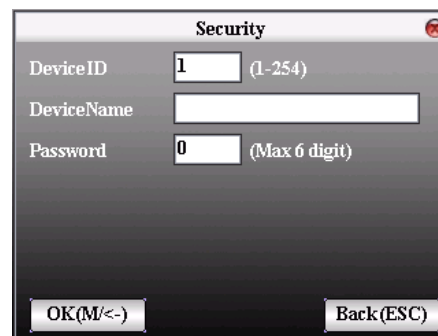 Security
DeviceID 1 (1-254)
DeviceName
Password 0 (Max 6 digit)
OK(M/<-) Back(ESC)